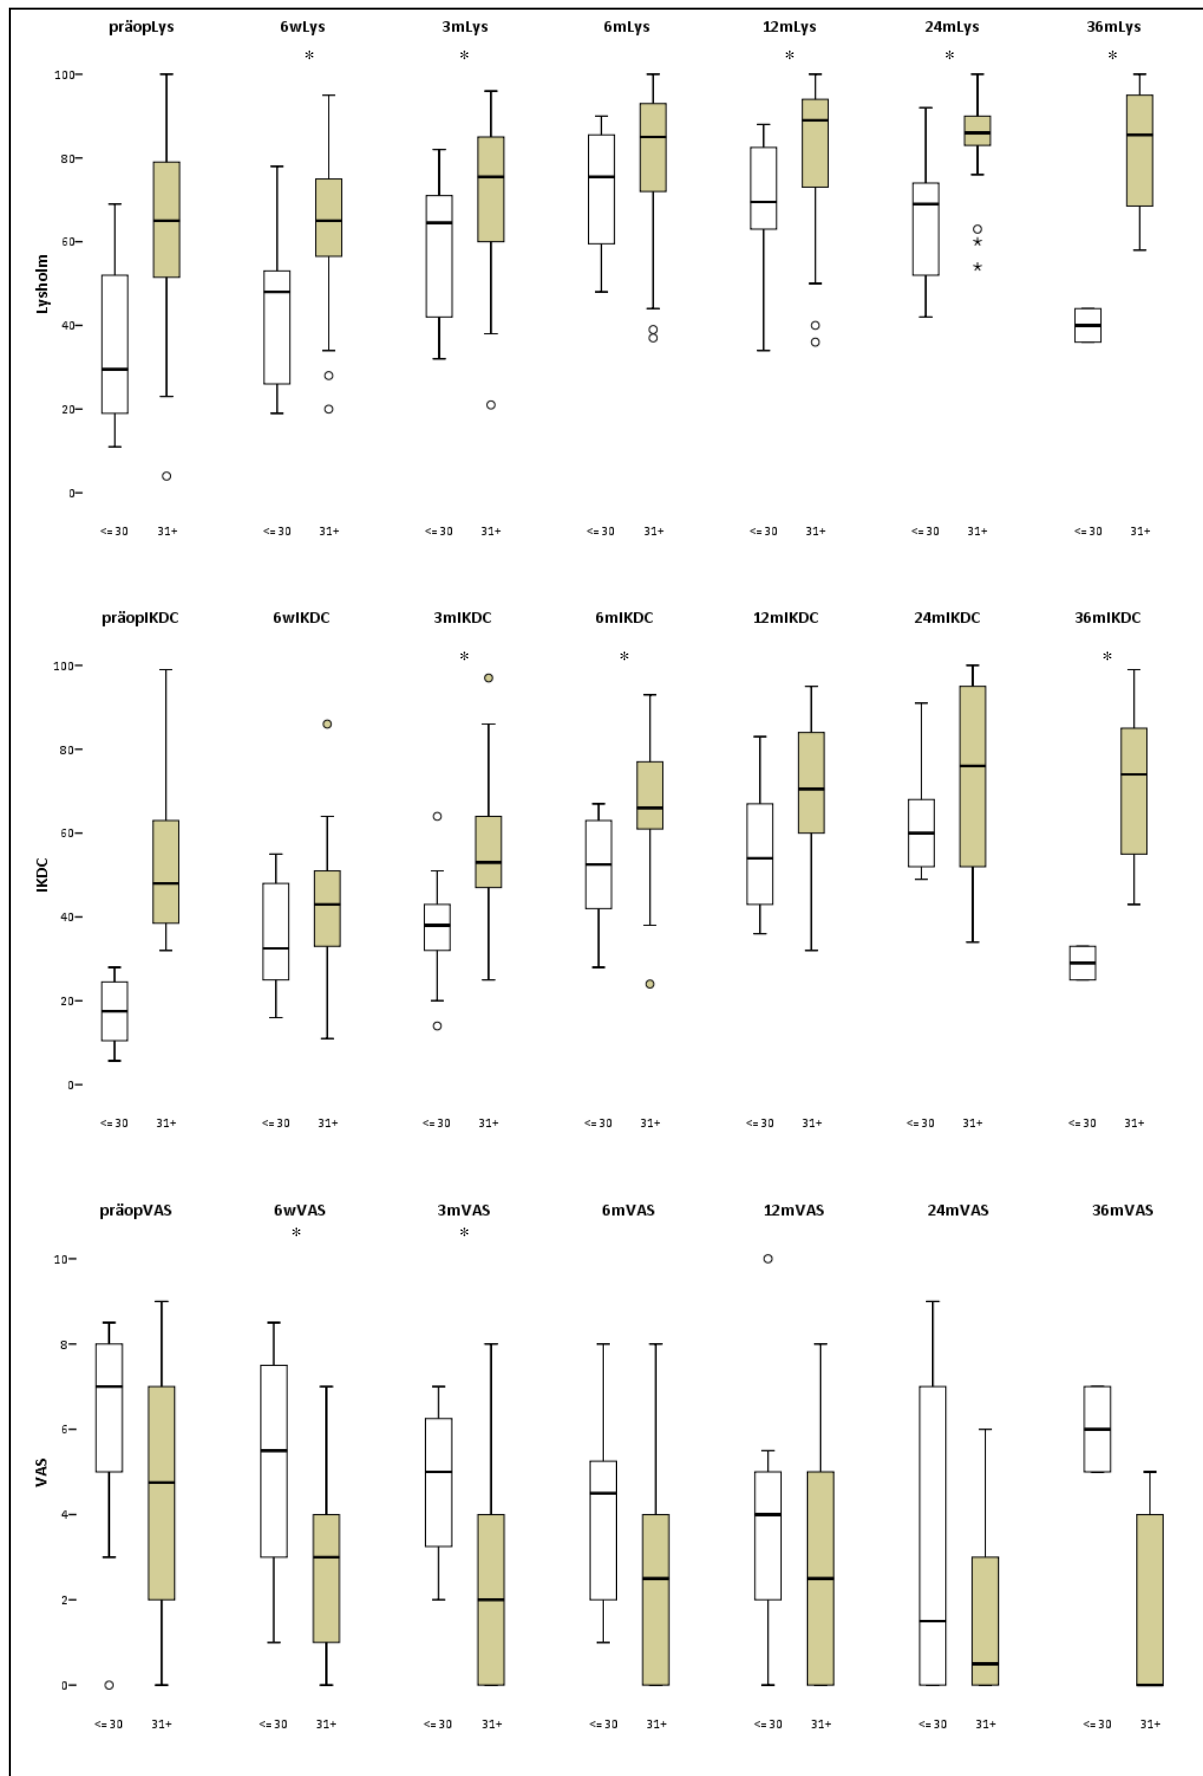 präopLys 6wLys 3mLys 6mLys 12mLys 24mLys 36mLys
* * * * *
100
80
60
40
20
0
Lysholm
<=30 31+ <=30 31+ <=30 31+ <=30 31+ <=30 31+ <=30 31+ <=30 31+
präopIKDC 6wIKDC 3mIKDC 6mIKDC 12mIKDC 24mIKDC 36mIKDC
* * *
100
80
60
40
20
0
IKDC
<=30 31+ <=30 31+ <=30 31+ <=30 31+ <=30 31+ <=30 31+ <=30 31+
präopVAS 6wVAS 3mVAS 6mVAS 12mVAS 24mVAS 36mVAS
* *
10
8
6
4
2
0
VAS
<=30 31+ <=30 31+ <=30 31+ <=30 31+ <=30 31+ <=30 31+ <=30 31+